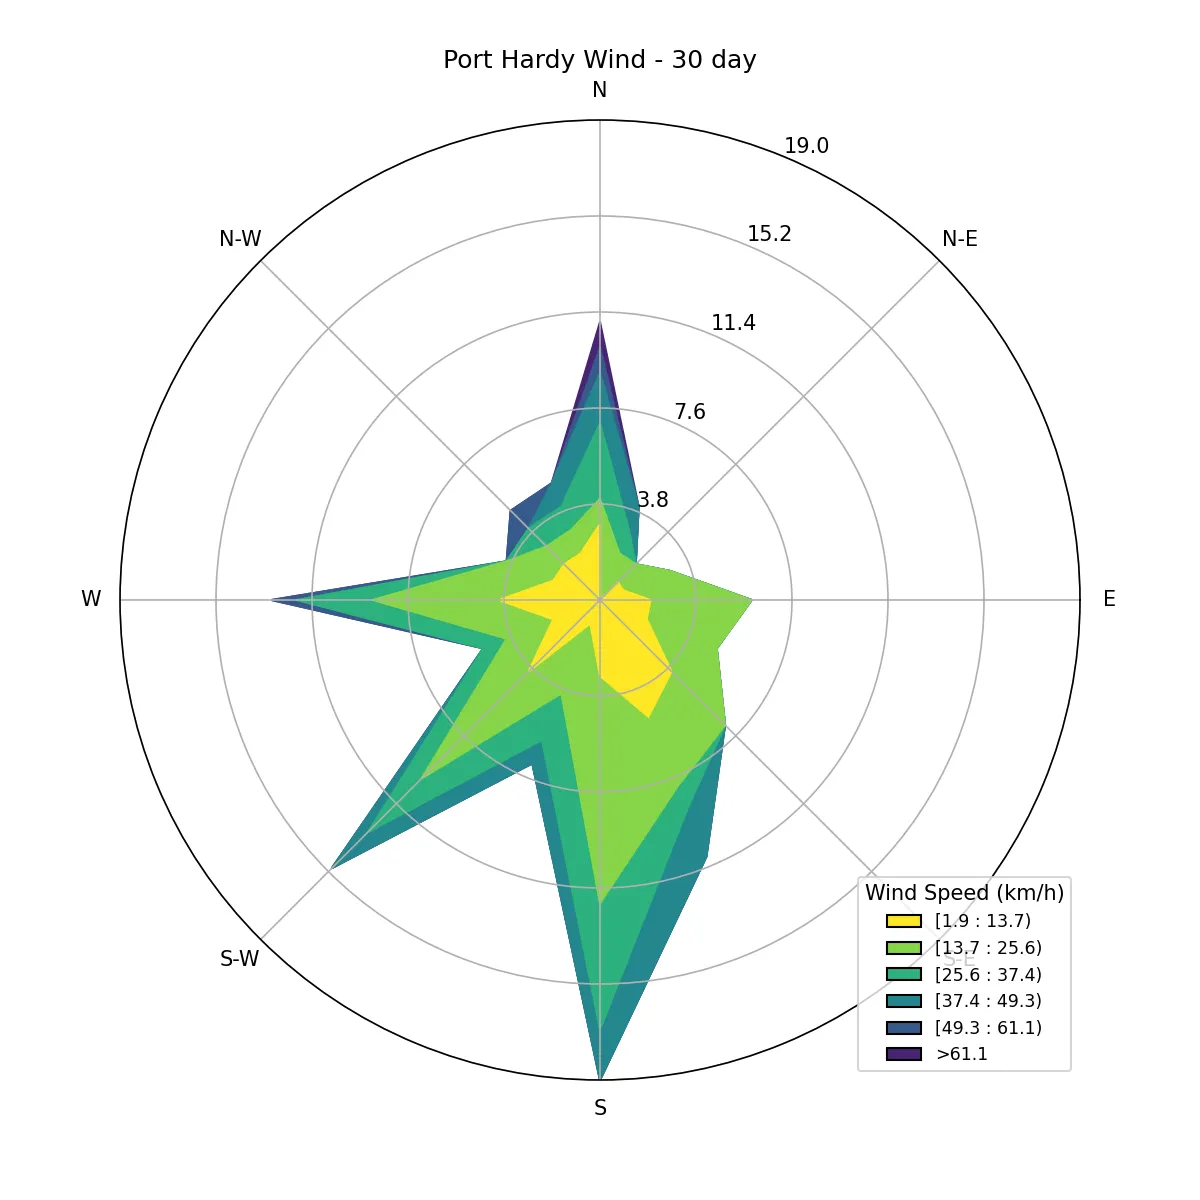 Port Hardy Wind - 30 day
N
19.0
15.2
N-W
N-E
11.4
7.6
3.8
W
E
Wind Speed (km/h)
[1.9 : 13.7)
[13.7 : 25.6)
S-W
S-E
[25.6 : 37.4)
[37.4 : 49.3)
[49.3 : 61.1)
>61.1
S